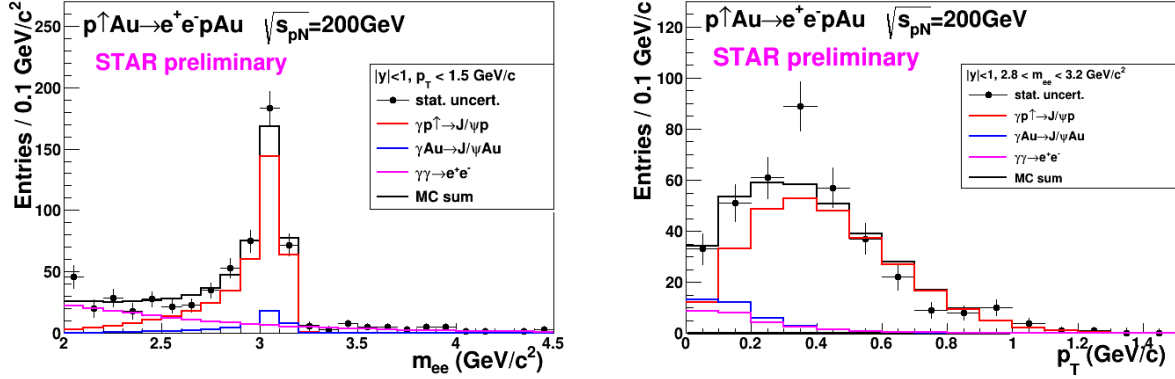 p↑Au→e⁺e⁻pAu √s_pN=200GeV
STAR preliminary
|y|<1, p_T < 1.5 GeV/c
stat. uncert.
γp↑→J/ψp
γAu→J/ψAu
γγ→e⁺e⁻
MC sum
Entries / 0.1 GeV/c²
250
200
150
100
50
0
2 2.5 3 3.5 4 4.5
m_ee (GeV/c²)
p↑Au→e⁺e⁻pAu √s_pN=200GeV
STAR preliminary
|y|<1, 2.8 < m_ee < 3.2 GeV/c²
stat. uncert.
γp↑→J/ψp
γAu→J/ψAu
γγ→e⁺e⁻
MC sum
Entries / 0.1 GeV/c
120
100
80
60
40
20
0
0 0.2 0.4 0.6 0.8 1 1.2 1.4
p_T (GeV/c)